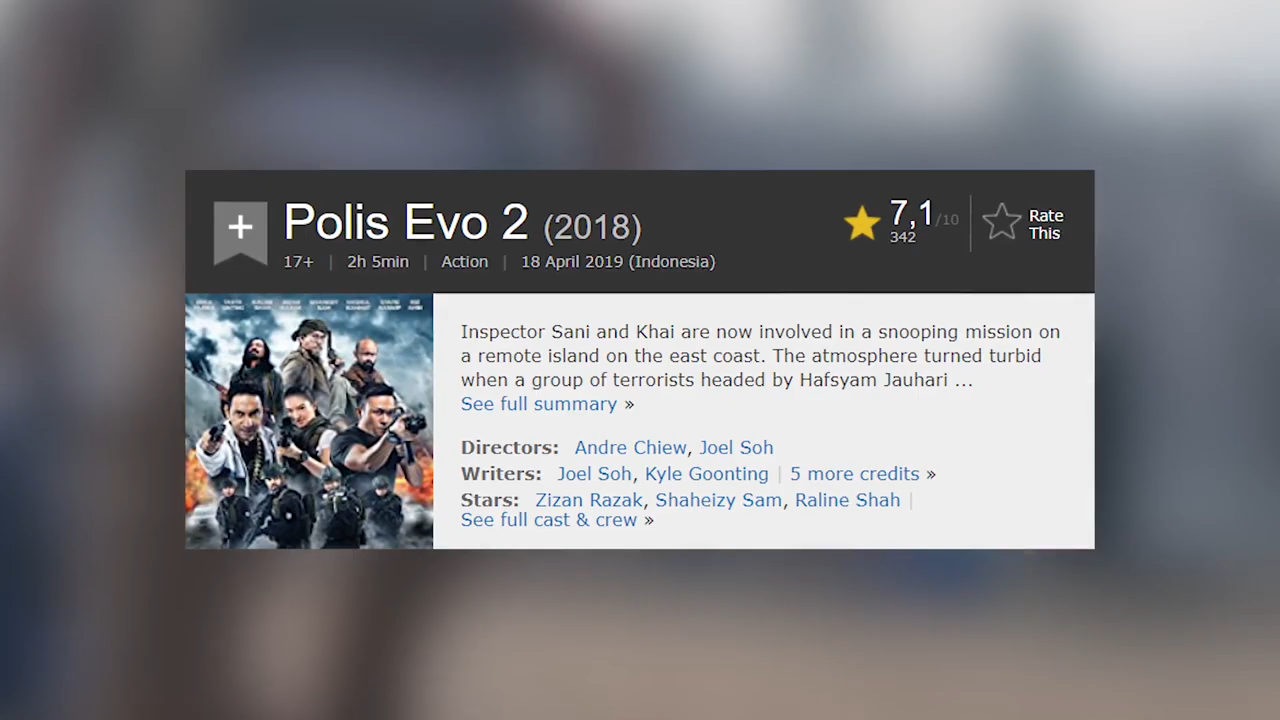 Polis Evo 2 (2018)
7,1/10
342
Rate
This
17+ | 2h 5min | Action | 18 April 2019 (Indonesia)
Inspector Sani and Khai are now involved in a snooping mission on
a remote island on the east coast. The atmosphere turned turbid
when a group of terrorists headed by Hafsyam Jauhari ...
See full summary »
Directors: Andre Chiew, Joel Soh
Writers: Joel Soh, Kyle Goonting | 5 more credits »
Stars: Zizan Razak, Shaheizy Sam, Raline Shah |
See full cast & crew »